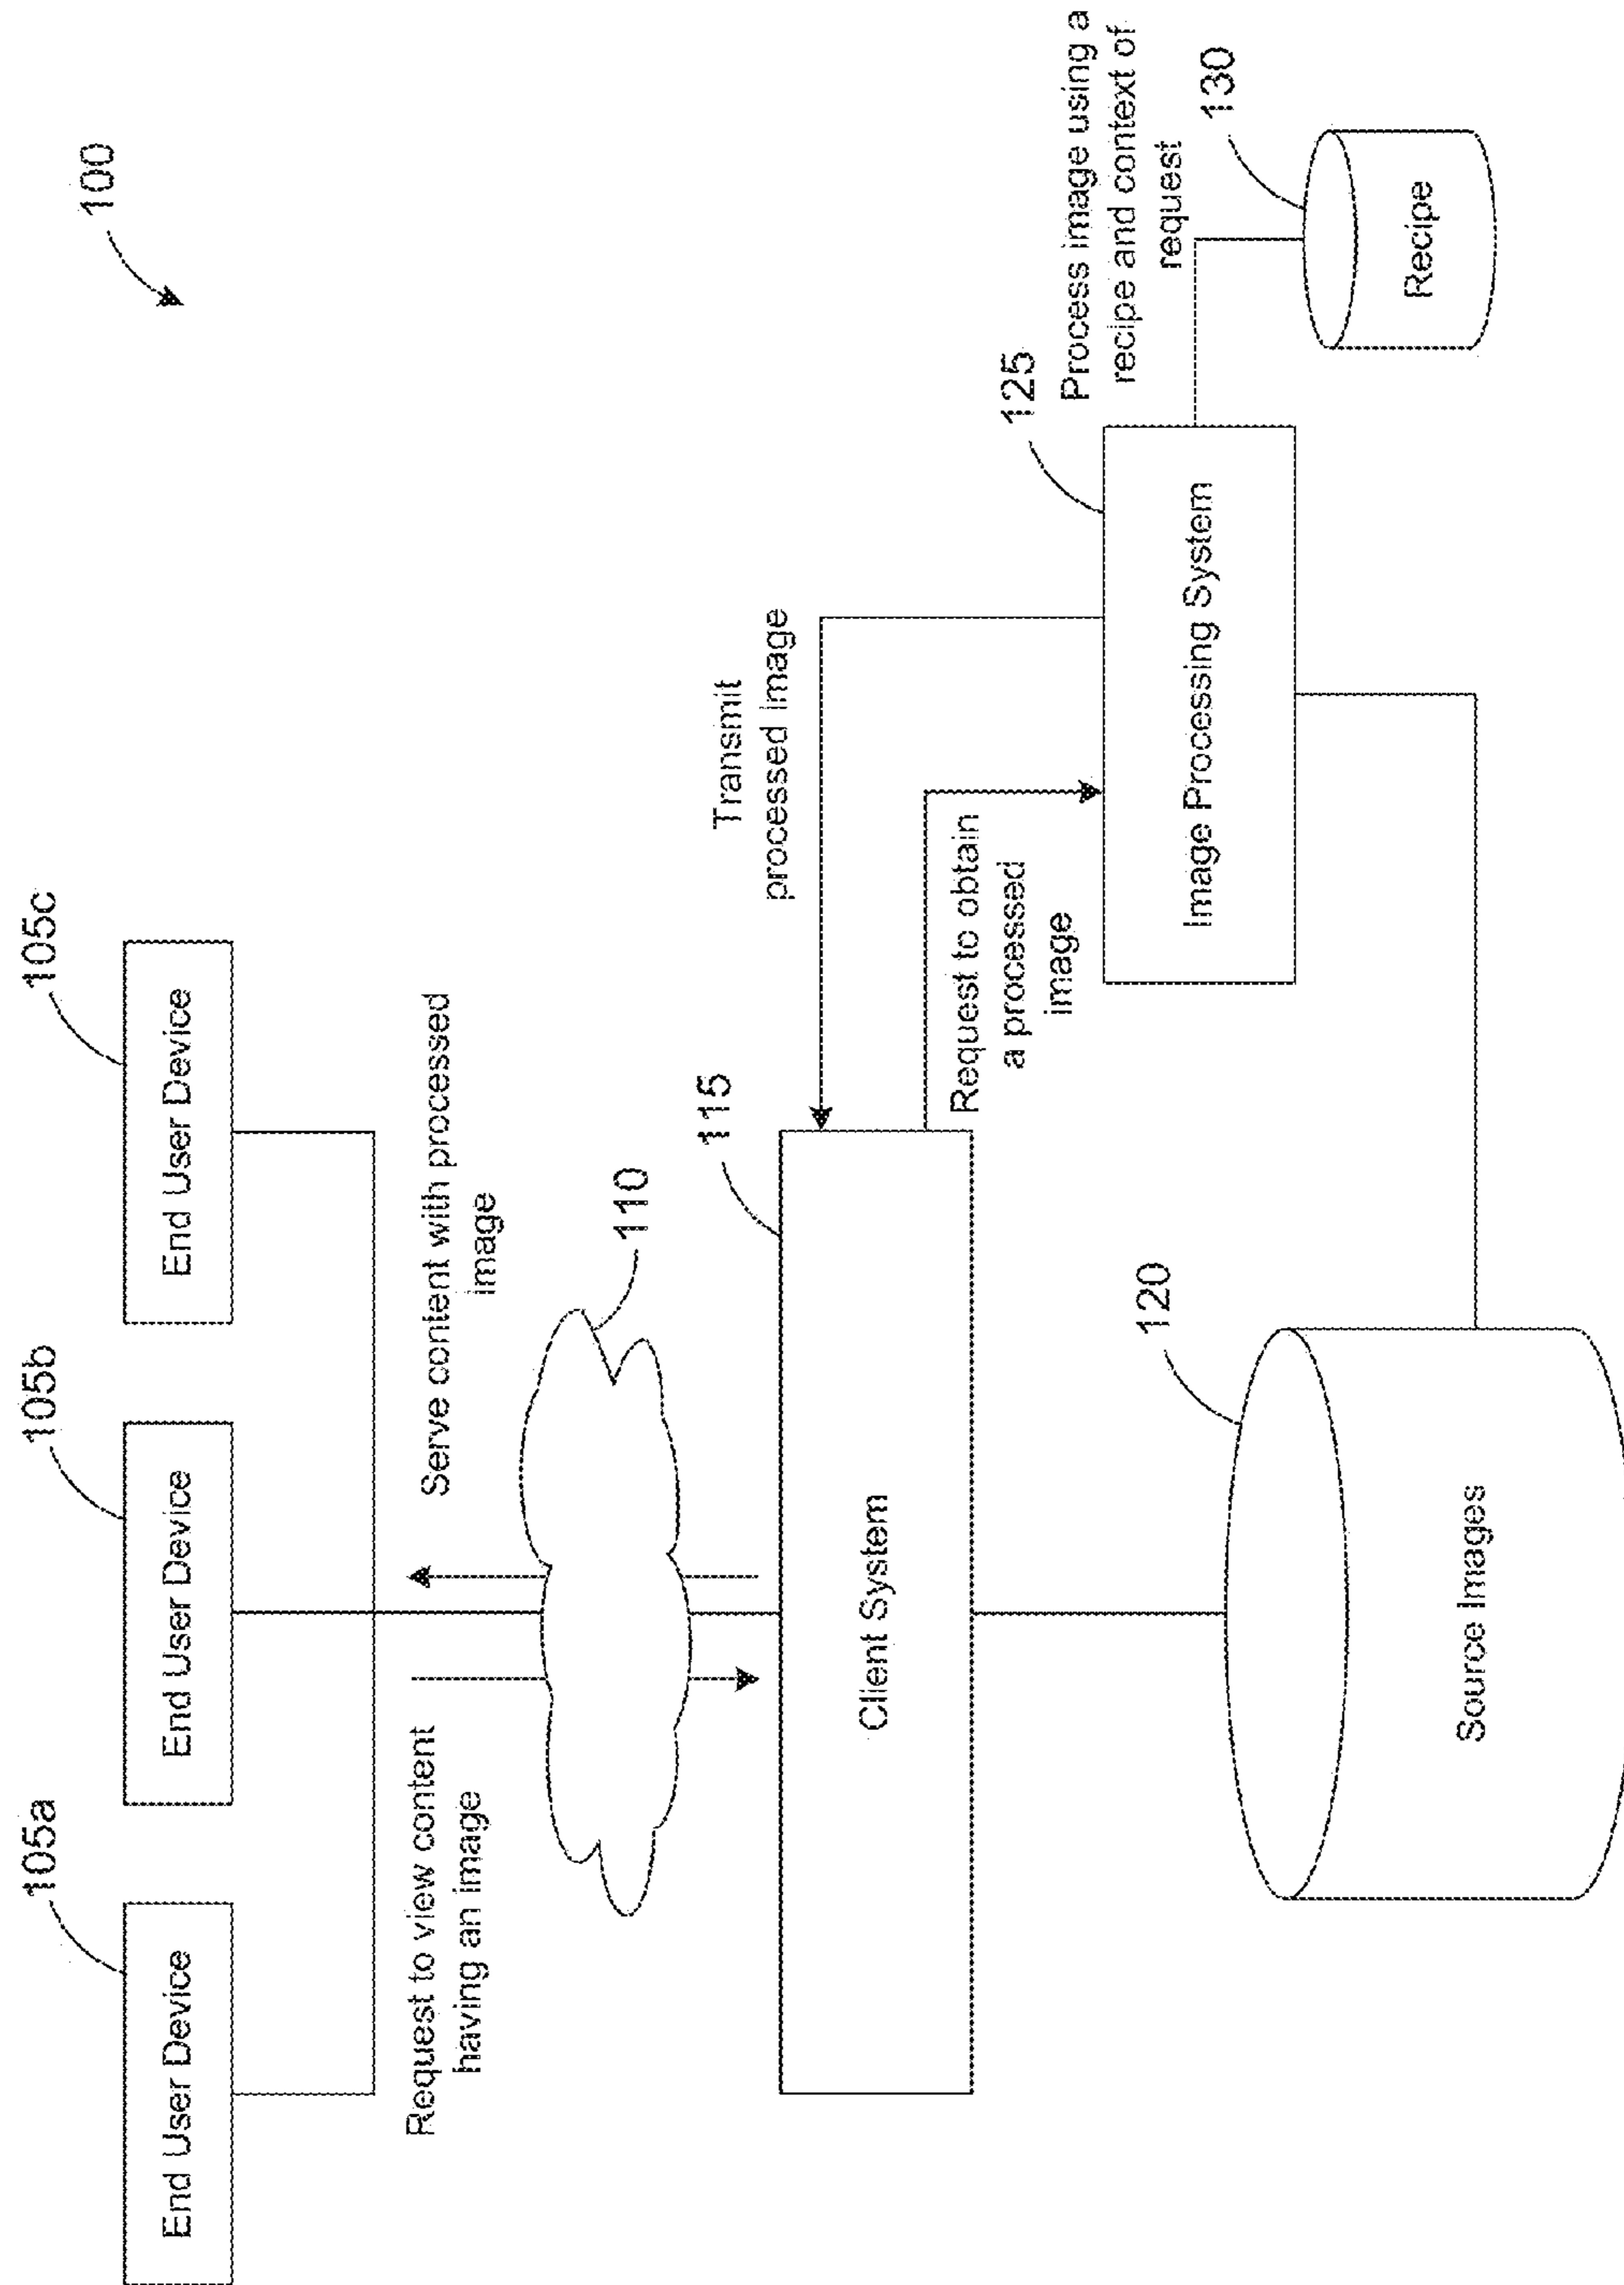 100
105a
105b
105c
End User Device
End User Device
End User Device
Request to view content
having an image
Serve content with processed
image
110
115
Client System
Transmit
processed image
Request to obtain
a processed
image
125
Image Processing System
Process image using a
recipe and context of
request
130
Recipe
120
Source Images